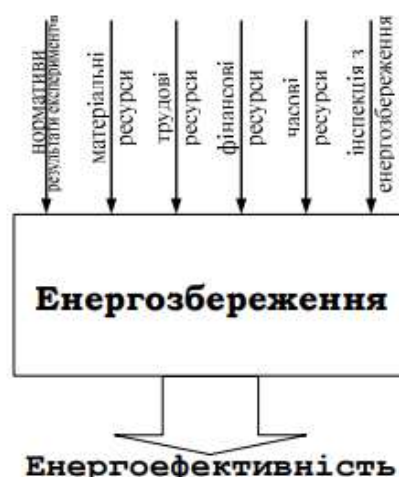 нормативи
результати експериментів
матеріальні
ресурси
трудові
ресурси
фінансові
ресурси
часові
ресурси
інспекція з
енергозбереження
Енергозбереження
Енергоефективність